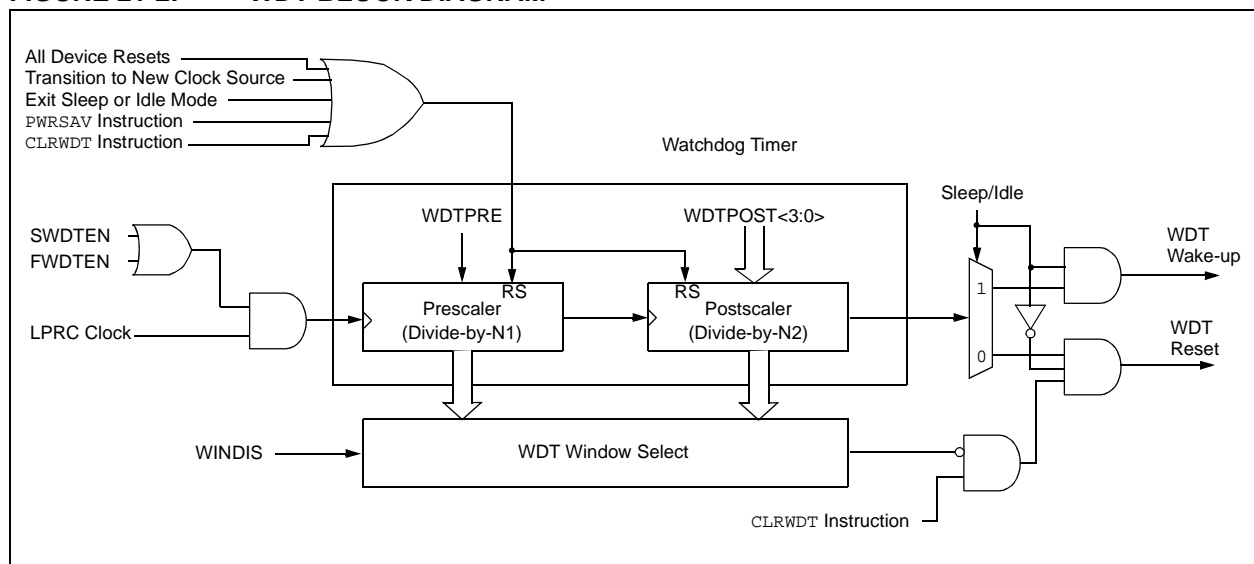 All Device Resets
Transition to New Clock Source
Exit Sleep or Idle Mode
PWRSAV Instruction
CLRWDT Instruction
Watchdog Timer
Sleep/Idle
WDTPRE
WDTPOST<3:0>
SWDTEN
FWDTEN
WDT
Wake-up
RS
RS
1
Prescaler
(Divide-by-N1)
Postscaler
(Divide-by-N2)
LPRC Clock
WDT
Reset
0
WINDIS
WDT Window Select
CLRWDT Instruction